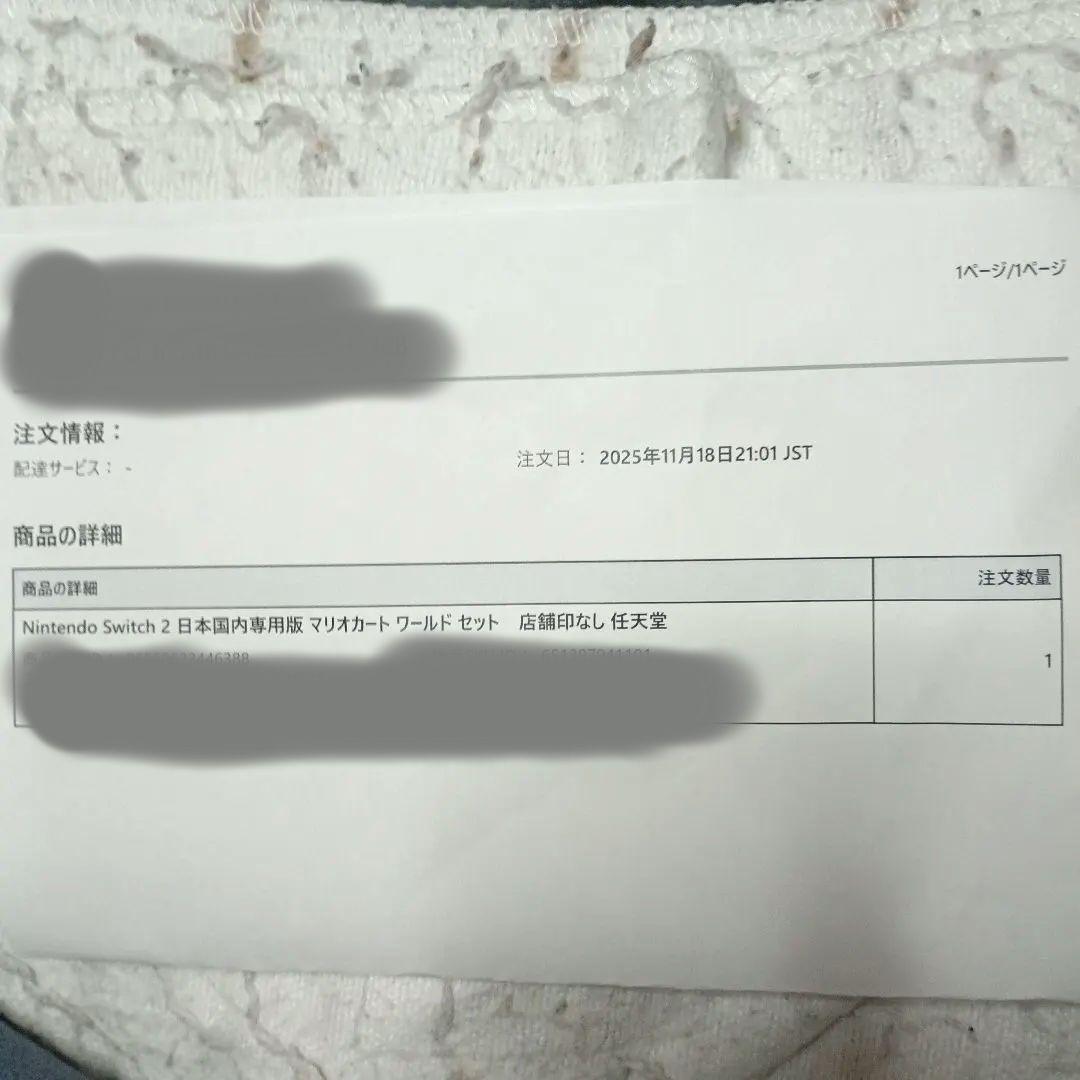 1ページ/1ページ
注文情報：
配達サービス： -
注文日： 2025年11月18日21:01 JST
商品の詳細
商品の詳細 注文数量
Nintendo Switch 2 日本国内専用版 マリオカート ワールド セット　店舗印なし 任天堂
1